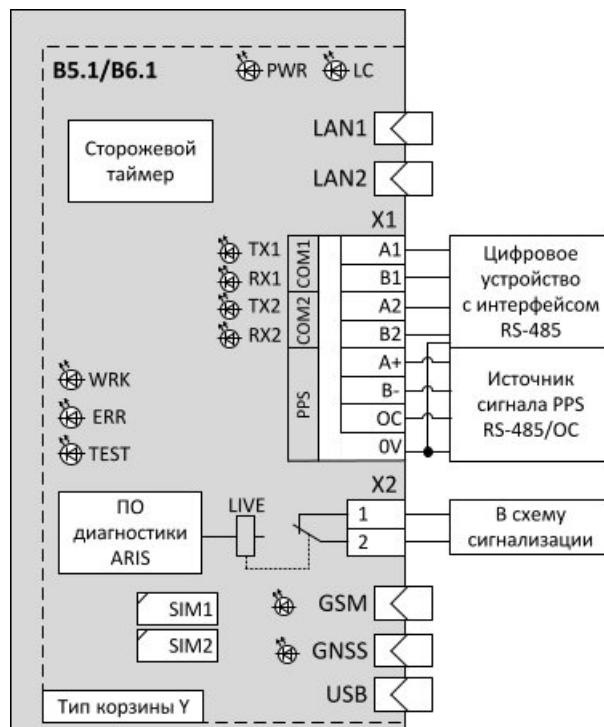 B5.1/B6.1
PWR
LC
Сторожевой
таймер
LAN1
LAN2
X1
TX1
RX1
TX2
RX2
COM1
COM2
PPS
A1
B1
A2
B2
A+
B-
OC
0V
Цифровое
устройство
с интерфейсом
RS-485
Источник
сигнала PPS
RS-485/OC
WRK
ERR
TEST
X2
ПО
диагностики
ARIS
LIVE
1
2
В схему
сигнализации
SIM1
SIM2
GSM
GNSS
USB
Тип корзины Y